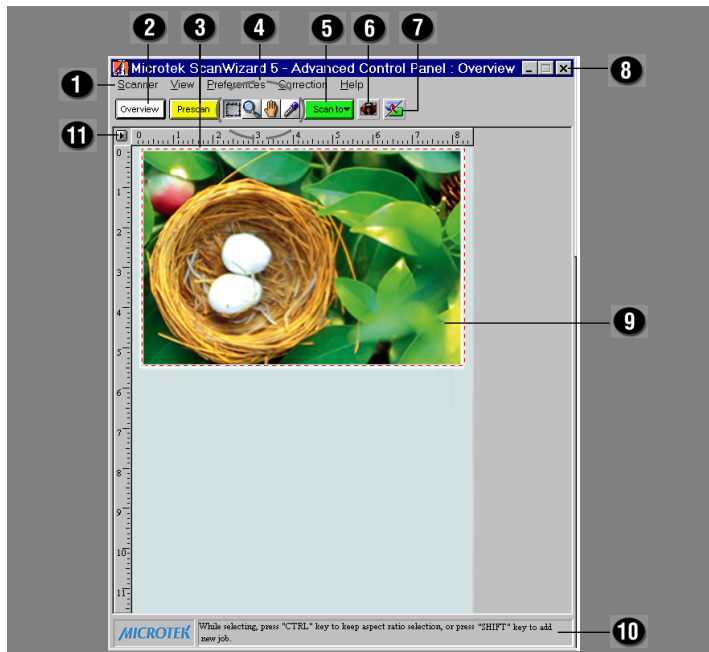 2 3 4 5 6 7
Microtek ScanWizard 5 - Advanced Control Panel : Overview
8
1
Scanner View Preferences Correction Help
Overview Prescan Scan to
11
0 1 2 3 4 5 6 7 8
0
1
2
3
4
9
5
6
7
8
9
10
11
MICROTEK
While selecting, press "CTRL" key to keep aspect ratio selection, or press "SHIFT" key to add
new job.
10